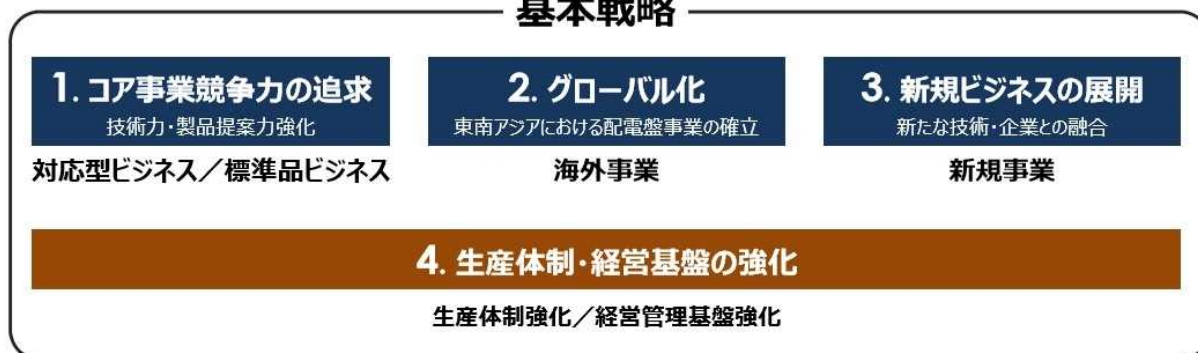 基本戦略
1. コア事業競争力の追求
技術力・製品提案力強化
対応型ビジネス／標準品ビジネス
2. グローバル化
東南アジアにおける配電盤事業の確立
海外事業
3. 新規ビジネスの展開
新たな技術・企業との融合
新規事業
4. 生産体制・経営基盤の強化
生産体制強化／経営管理基盤強化